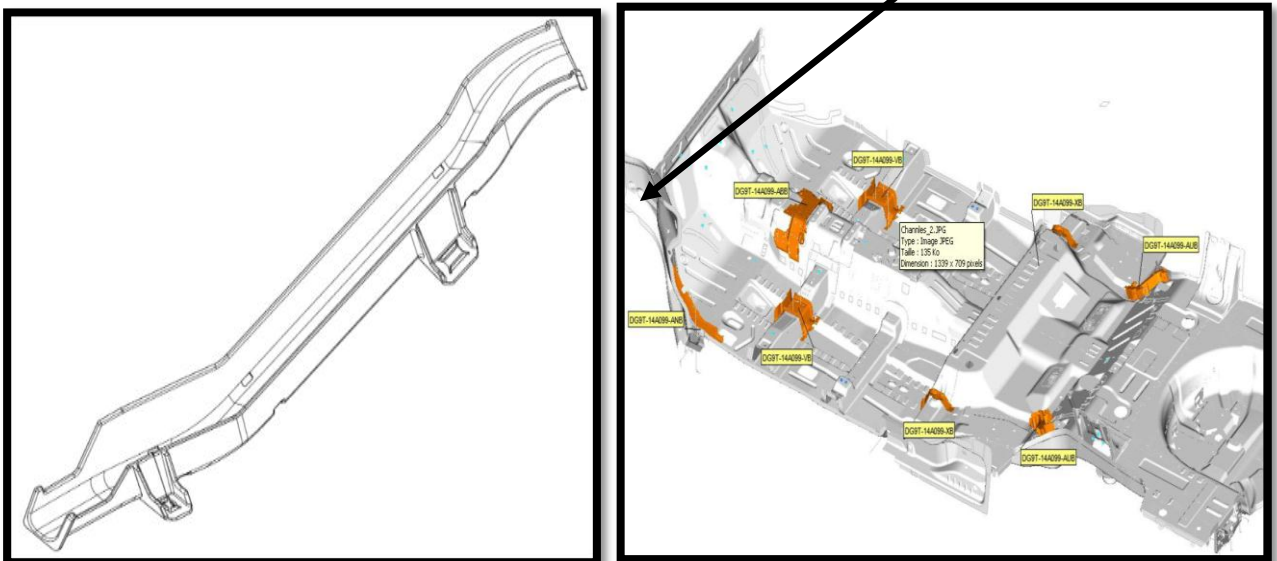 DG9T-14A099-VB
DG9T-14A099-ABB
DG9T-14A099-XB
Channles_2.JPG
Type : Image JPEG
Taille : 135 Ko
Dimension : 1339 x 709 pixels
DG9T-14A099-AUB
DG9T-14A099-ANB
DG9T-14A099-VB
DG9T-14A099-XB
DG9T-14A099-AUB